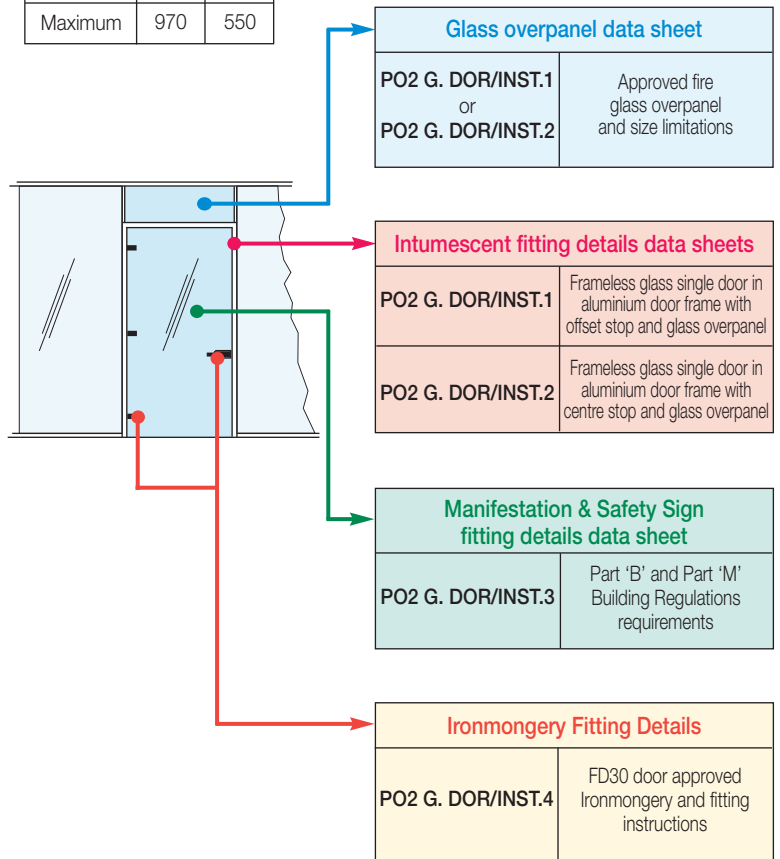 Maximum 970 550
Glass overpanel data sheet
PO2 G. DOR/INST.1
or
PO2 G. DOR/INST.2
Approved fire
glass overpanel
and size limitations
Intumescent fitting details data sheets
PO2 G. DOR/INST.1
Frameless glass single door in
aluminium door frame with
offset stop and glass overpanel
PO2 G. DOR/INST.2
Frameless glass single door in
aluminium door frame with
centre stop and glass overpanel
Manifestation & Safety Sign
fitting details data sheet
PO2 G. DOR/INST.3
Part ‘B’ and Part ‘M’
Building Regulations
requirements
Ironmongery Fitting Details
PO2 G. DOR/INST.4
FD30 door approved
Ironmongery and fitting
instructions